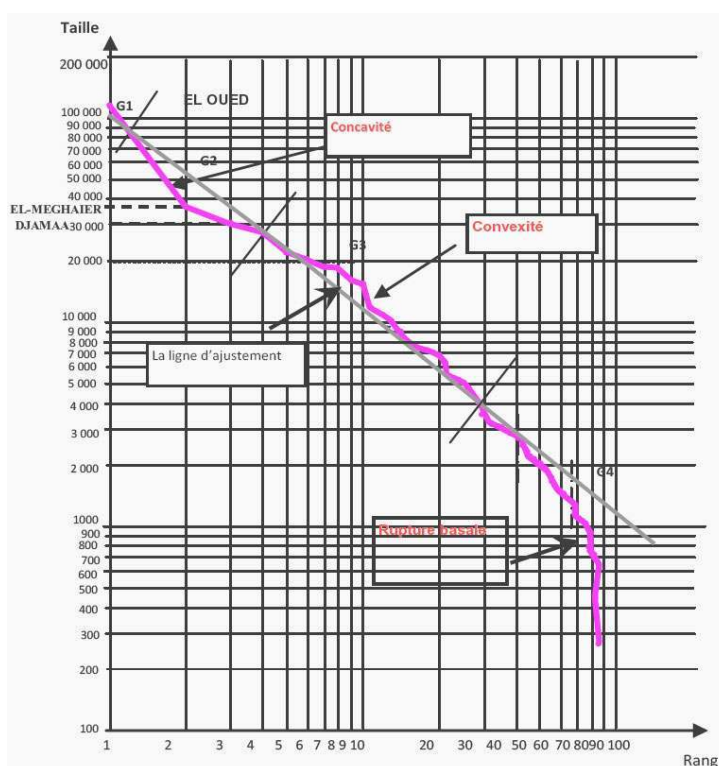 Taille
200 000
G1
EL OUED
100 000
90 000
80 000
70 000
60 000
50 000
40 000
Concavité
G2
EL-MEGHAIER
DJAMAA 30 000
Convexité
G3
20 000
10 000
9 000
8 000
7 000
6 000
5 000
La ligne d'ajustement
4 000
3 000
2 000
G4
1000
900
800
700
600
500
400
300
200
100
Rupture basale
1 2 3 4 5 6 7 8 9 10 20 30 40 50 60 70 80 90 100
Rang